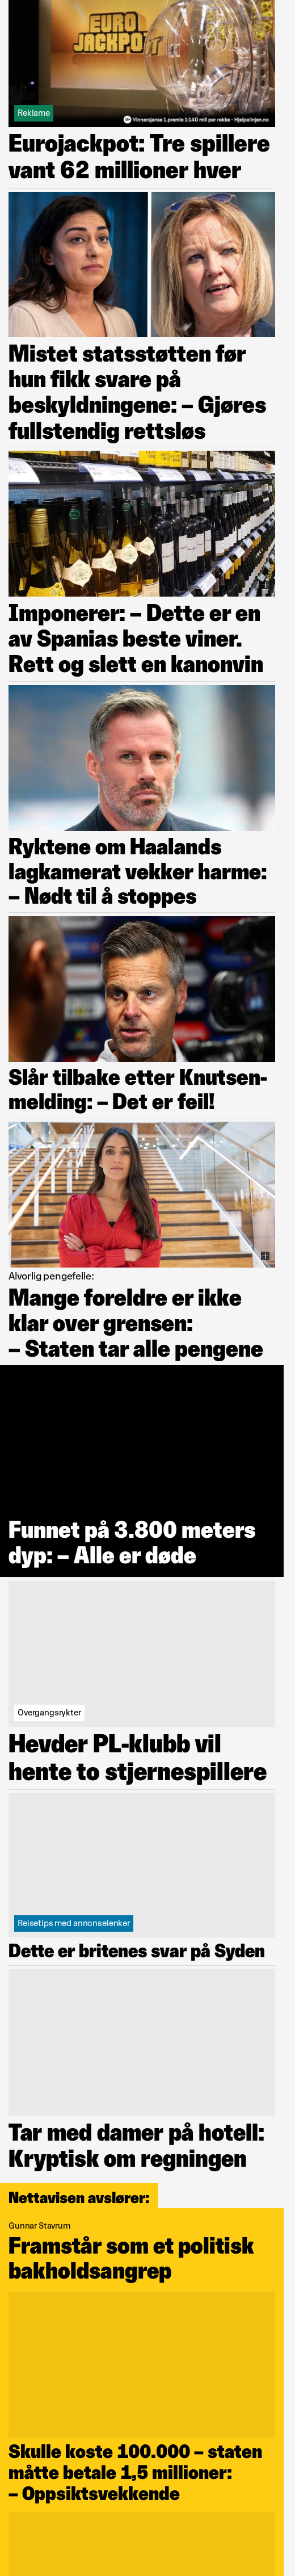 EURO
JACKPOT
Reklame
Vinnersjanse 1.premie 1:140 mill per rekke - Hjelpelinjen.no
Eurojackpot: Tre spillere
vant 62 millioner hver
Mistet statsstøtten før
hun fikk svare på
beskyldningene: – Gjøres
fullstendig rettsløs
Imponerer: – Dette er en
av Spanias beste viner.
Rett og slett en kanonvin
Ryktene om Haalands
lagkamerat vekker harme:
– Nødt til å stoppes
Slår tilbake etter Knutsen-
melding: – Det er feil!
Alvorlig pengefelle:
Mange foreldre er ikke
klar over grensen:
– Staten tar alle pengene
Funnet på 3.800 meters
dyp: – Alle er døde
Overgangsrykter
Hevder PL-klubb vil
hente to stjernespillere
Reisetips med annonselenker
Dette er britenes svar på Syden
Tar med damer på hotell:
Kryptisk om regningen
Nettavisen avslører:
Gunnar Stavrum
Framstår som et politisk
bakholdsangrep
Skulle koste 100.000 – staten
måtte betale 1,5 millioner:
– Oppsiktsvekkende